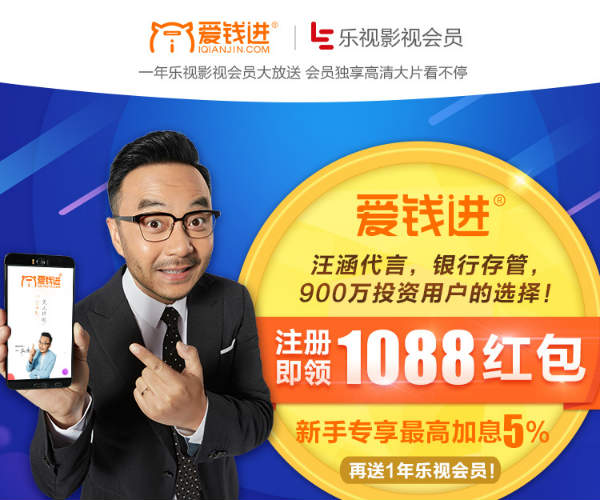 爱钱进®
IQIANJIN.COM
乐视影视会员
一年乐视影视会员大放送 会员独享高清大片看不停
爱钱进®
汪涵代言，银行存管，
900万投资用户的选择！
注册
即领
1088红包
新手专享最高加息5%
再送1年乐视会员！
爱钱进